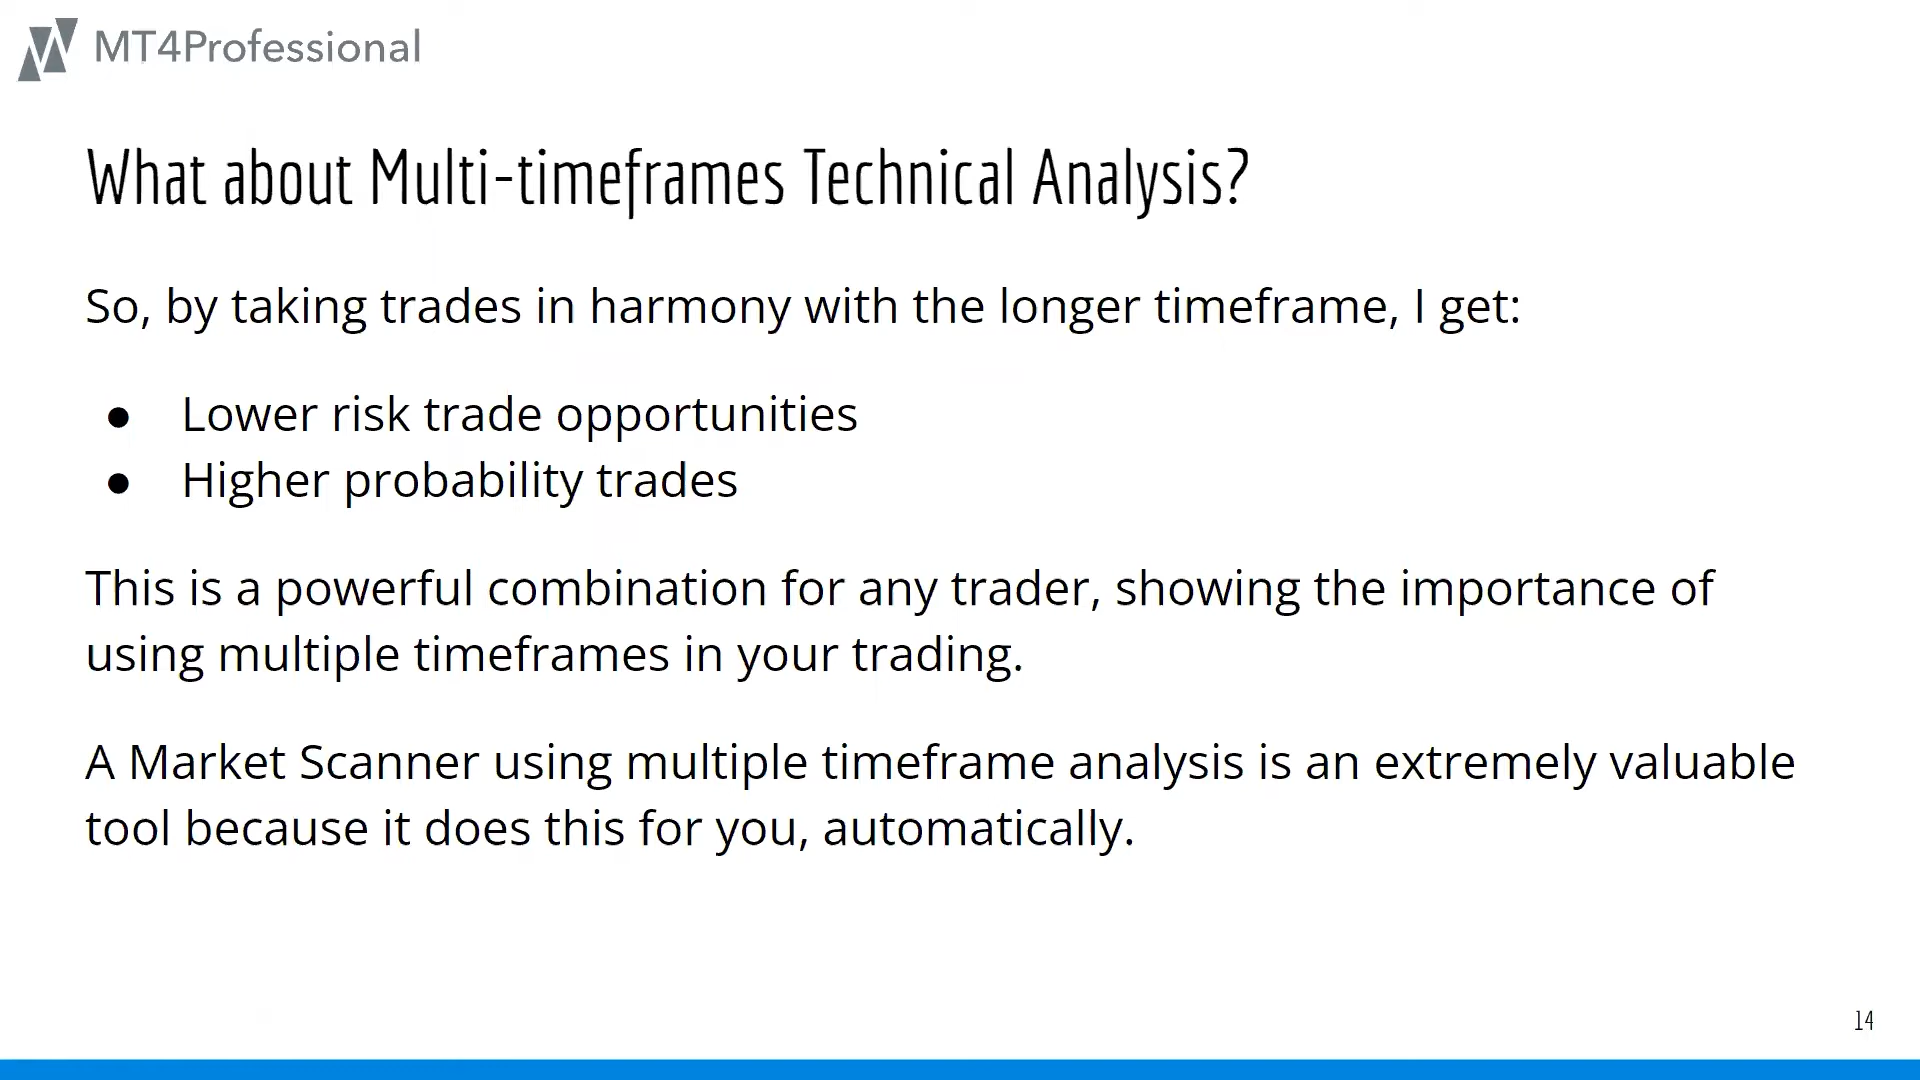 MT4Professional
What about Multi-timeframes Technical Analysis?
So, by taking trades in harmony with the longer timeframe, I get:
● Lower risk trade opportunities
● Higher probability trades
This is a powerful combination for any trader, showing the importance of
using multiple timeframes in your trading.
A Market Scanner using multiple timeframe analysis is an extremely valuable
tool because it does this for you, automatically.
14